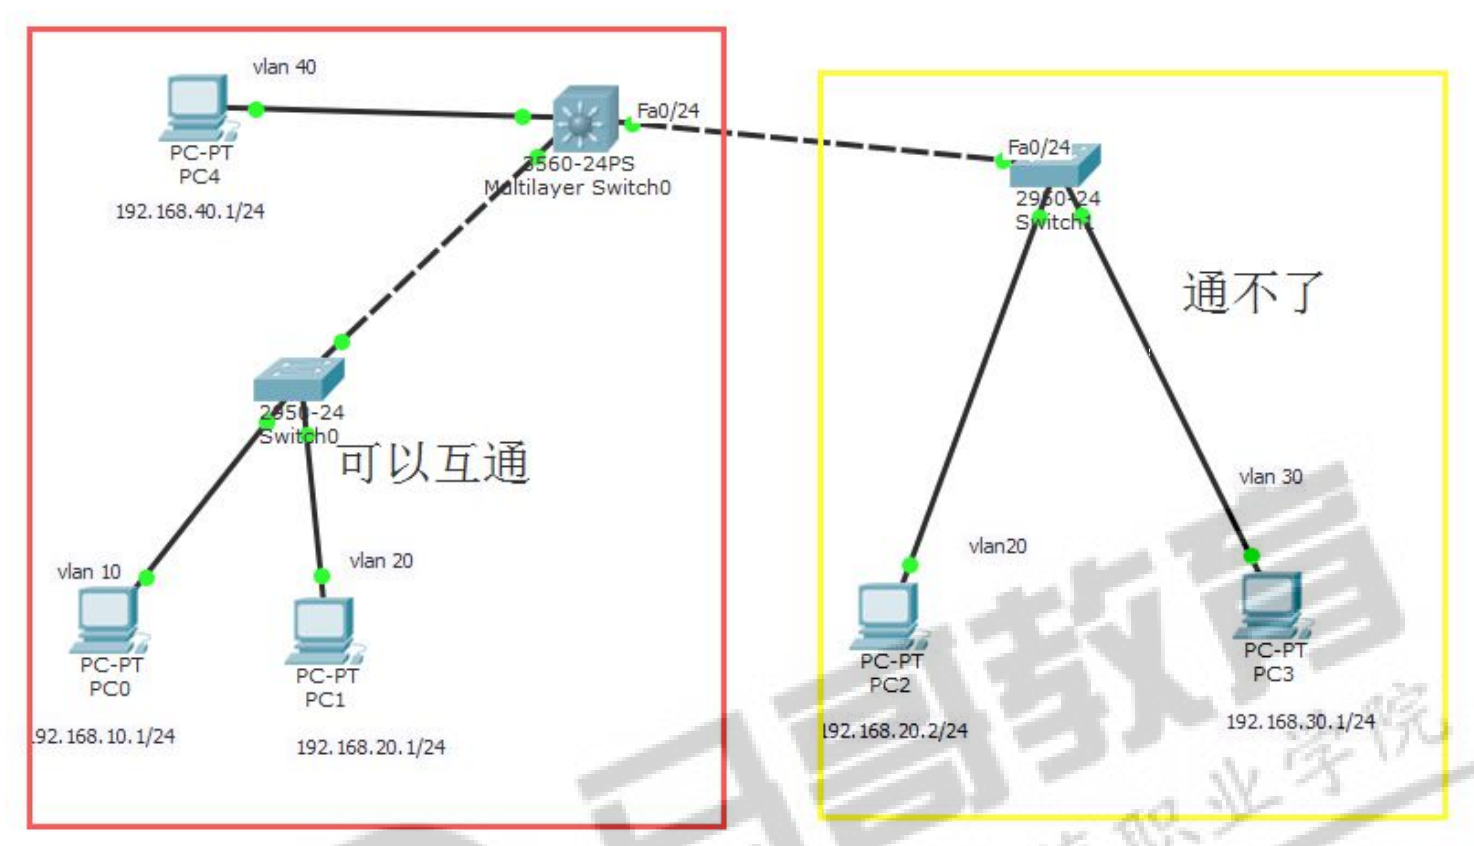 vlan 40
PC-PT
PC4
192.168.40.1/24
Fa0/24
3560-24PS
Multilayer Switch0
Fa0/24
2950-24
Switch1
通不了
2950-24
Switch0
可以互通
vlan 10
PC-PT
PC0
192.168.10.1/24
vlan 20
PC-PT
PC1
192.168.20.1/24
vlan20
PC-PT
PC2
192.168.20.2/24
vlan 30
PC-PT
PC3
192.168.30.1/24
哥教育
职业学院